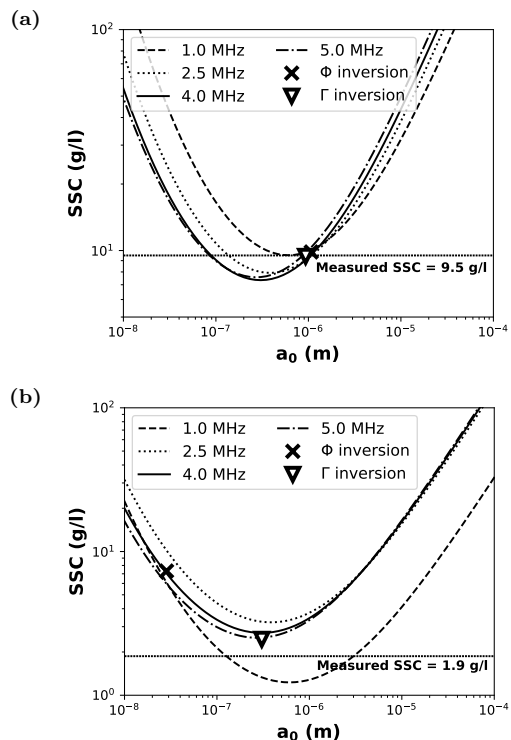 (a)
10²
10¹
SSC (g/l)
1.0 MHz
2.5 MHz
4.0 MHz
5.0 MHz
Φ inversion
Γ inversion
Measured SSC = 9.5 g/l
10⁻⁸ 10⁻⁷ 10⁻⁶ 10⁻⁵ 10⁻⁴
a₀ (m)
(b)
10²
10¹
10⁰
SSC (g/l)
1.0 MHz
2.5 MHz
4.0 MHz
5.0 MHz
Φ inversion
Γ inversion
Measured SSC = 1.9 g/l
10⁻⁸ 10⁻⁷ 10⁻⁶ 10⁻⁵ 10⁻⁴
a₀ (m)